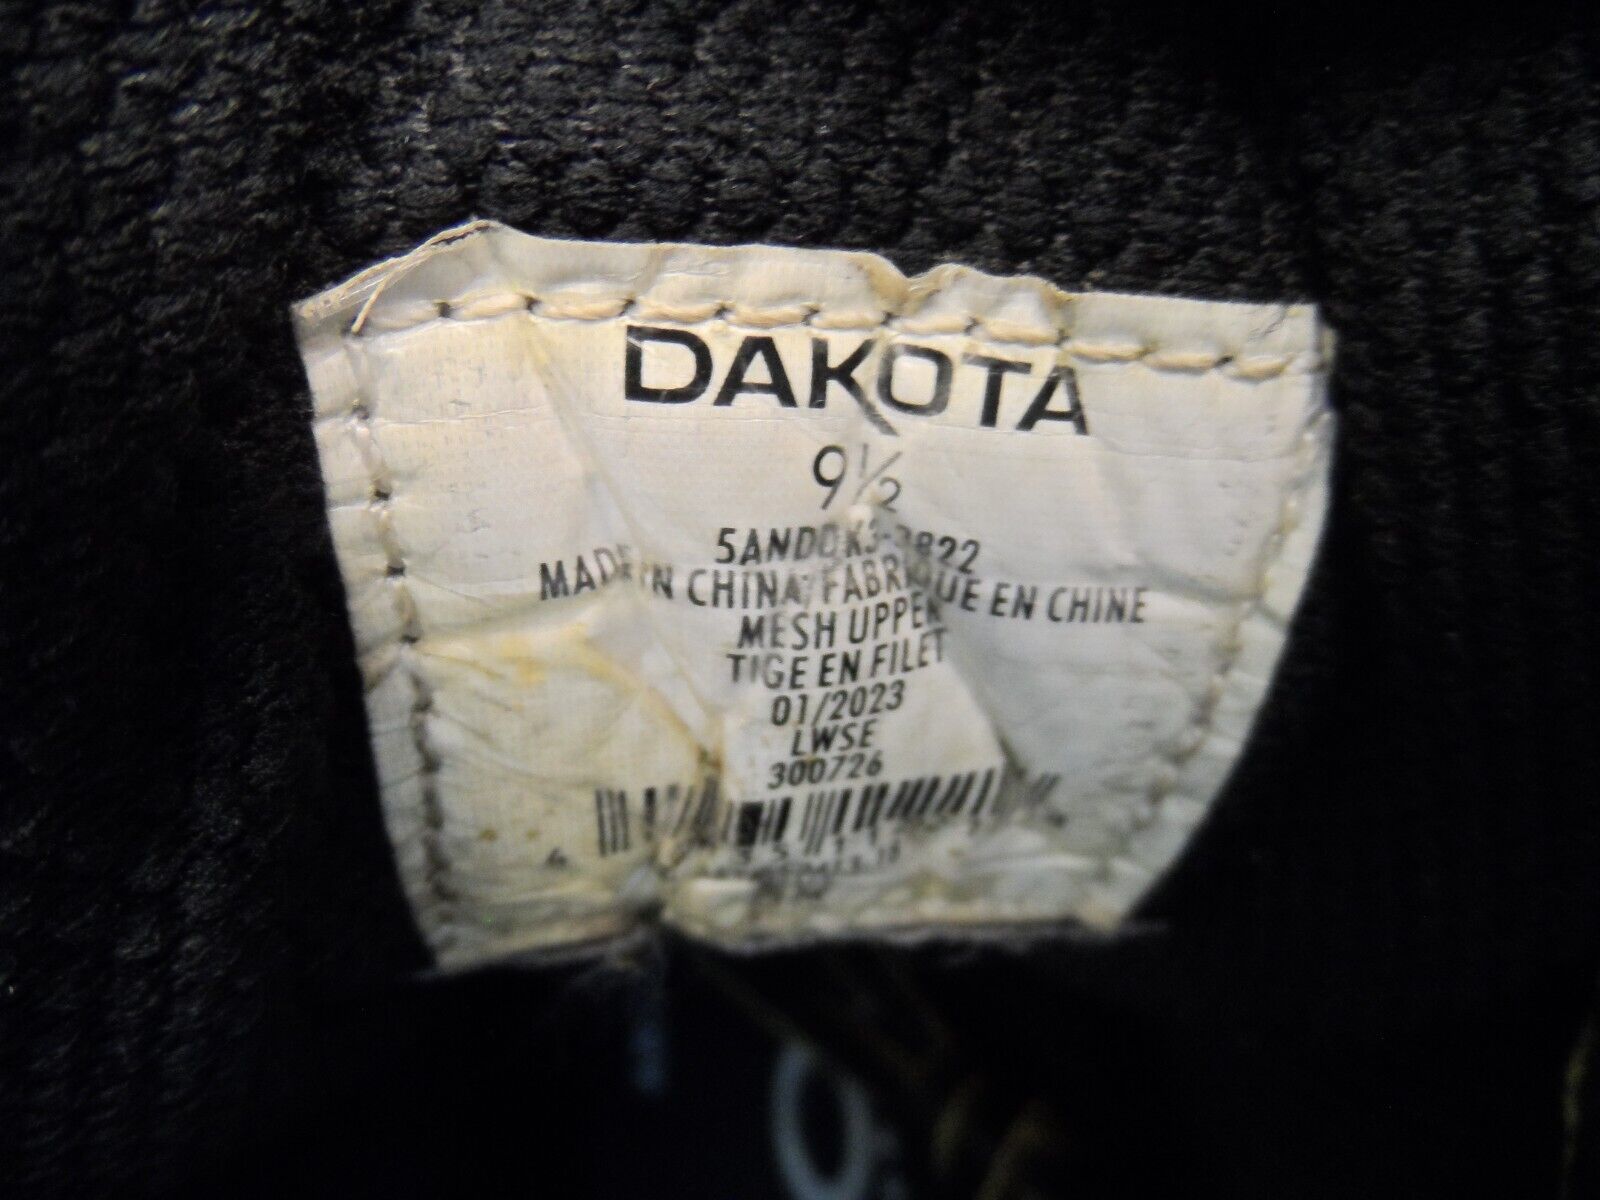 DAKOTA
9½
MADE IN CHINA/FABRIQUE EN CHINE
MESH UPPER
TIGE EN FILET
01/2023
LWSE
300726